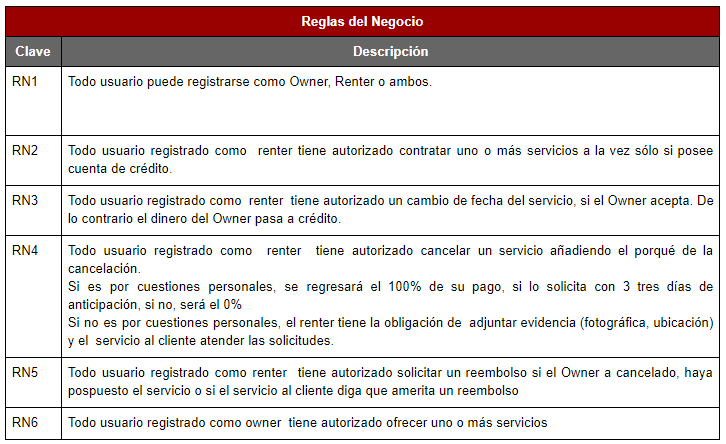 Reglas del Negocio
Clave Descripción
RN1 Todo usuario puede registrarse como Owner, Renter o ambos.
RN2 Todo usuario registrado como renter tiene autorizado contratar uno o más servicios a la vez sólo si posee
cuenta de crédito.
RN3 Todo usuario registrado como renter tiene autorizado un cambio de fecha del servicio, si el Owner acepta. De
lo contrario el dinero del Owner pasa a crédito.
RN4 Todo usuario registrado como renter tiene autorizado cancelar un servicio añadiendo el porqué de la
cancelación.
Si es por cuestiones personales, se regresará el 100% de su pago, si lo solicita con 3 tres días de
anticipación, si no, será el 0%
Si no es por cuestiones personales, el renter tiene la obligación de adjuntar evidencia (fotográfica, ubicación)
y el servicio al cliente atender las solicitudes.
RN5 Todo usuario registrado como renter tiene autorizado solicitar un reembolso si el Owner a cancelado, haya
pospuesto el servicio o si el servicio al cliente diga que amerita un reembolso
RN6 Todo usuario registrado como owner tiene autorizado ofrecer uno o más servicios